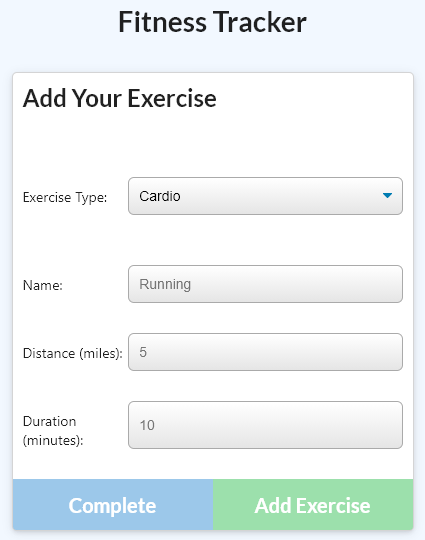 Fitness Tracker
Add Your Exercise
Exercise Type: Cardio
Name: Running
Distance (miles): 5
Duration
(minutes): 10
Complete Add Exercise